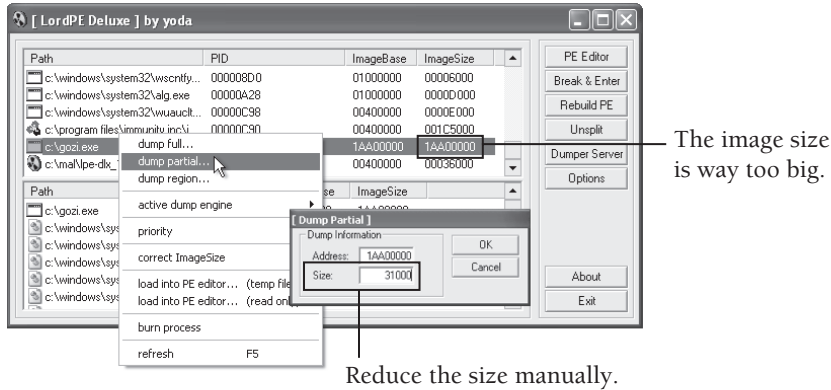 [ LordPE Deluxe ] by yoda
Path PID ImageBase ImageSize
c:\windows\system32\wscntfy... 000008D0 01000000 00006000
c:\windows\system32\alg.exe 00000A28 01000000 0000D000
c:\windows\system32\wuauclt... 00000C98 00400000 0000E000
c:\program files\immunity inc\i... 00000C90 00400000 001C5000
c:\gozi.exe 1AA00000 1AA00000
c:\mal\lpe-dlx_1 00400000 00036000
PE Editor
Break & Enter
Rebuild PE
Unsplit
Dumper Server
Options
About
Exit
The image size
is way too big.
dump full...
dump partial...
dump region...
active dump engine
priority
correct ImageSize
load into PE editor... (temp file
load into PE editor... (read only)
burn process
refresh F5
Path ImageSize
c:\gozi.exe
c:\windows\sys
c:\windows\sys
c:\windows\sys
c:\windows\sys
c:\windows\sys
[ Dump Partial ]
Dump Information
Address: 1AA00000
Size: 31000
OK
Cancel
Reduce the size manually.